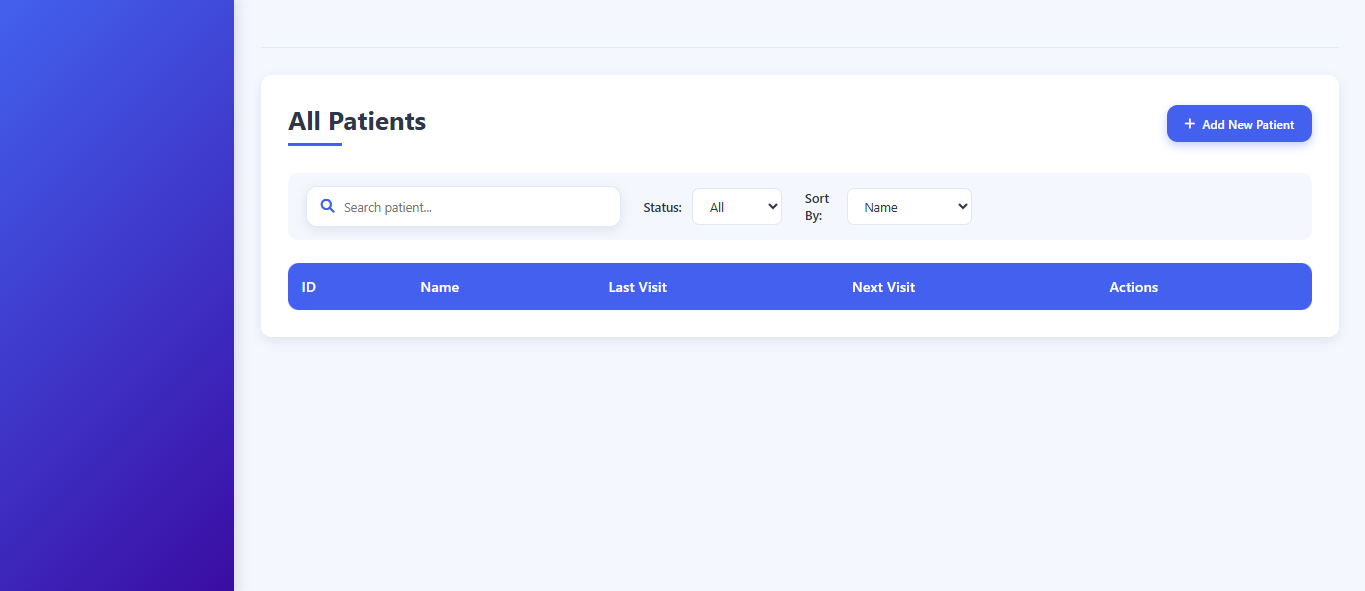 All Patients
Add New Patient
Search patient...
Status:
All
Sort
By:
Name
ID Name Last Visit Next Visit Actions